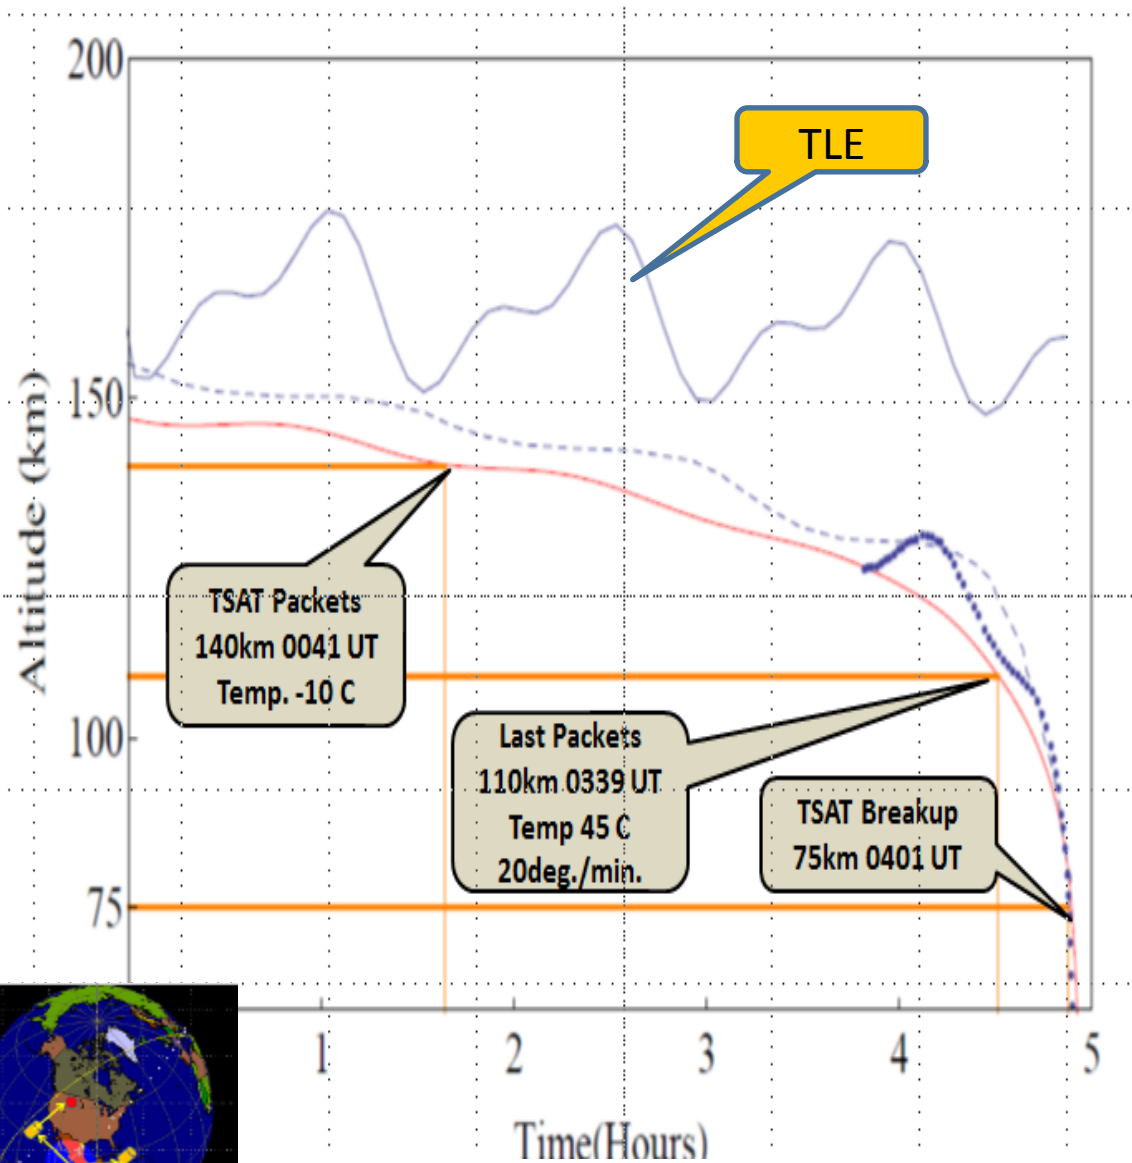 200
TLE
150
Altitude (km)
TSAT Packets
140km 0041 UT
Temp. -10 C
100
Last Packets
110km 0339 UT
Temp 45 C
20deg./min.
TSAT Breakup
75km 0401 UT
75
1 2 3 4 5
Time(Hours)